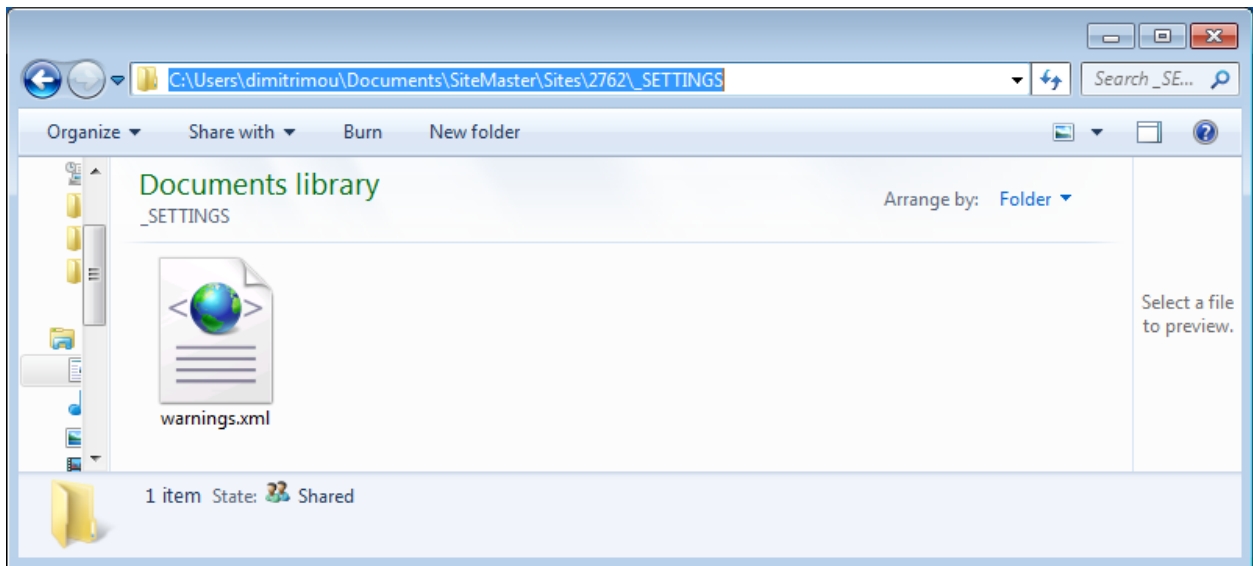 C:\Users\dimitrimou\Documents\SiteMaster\Sites\2762\_SETTINGS
Search _SE...
Organize Share with Burn New folder
Documents library
_SETTINGS
Arrange by: Folder
Select a file
to preview.
warnings.xml
1 item State: Shared